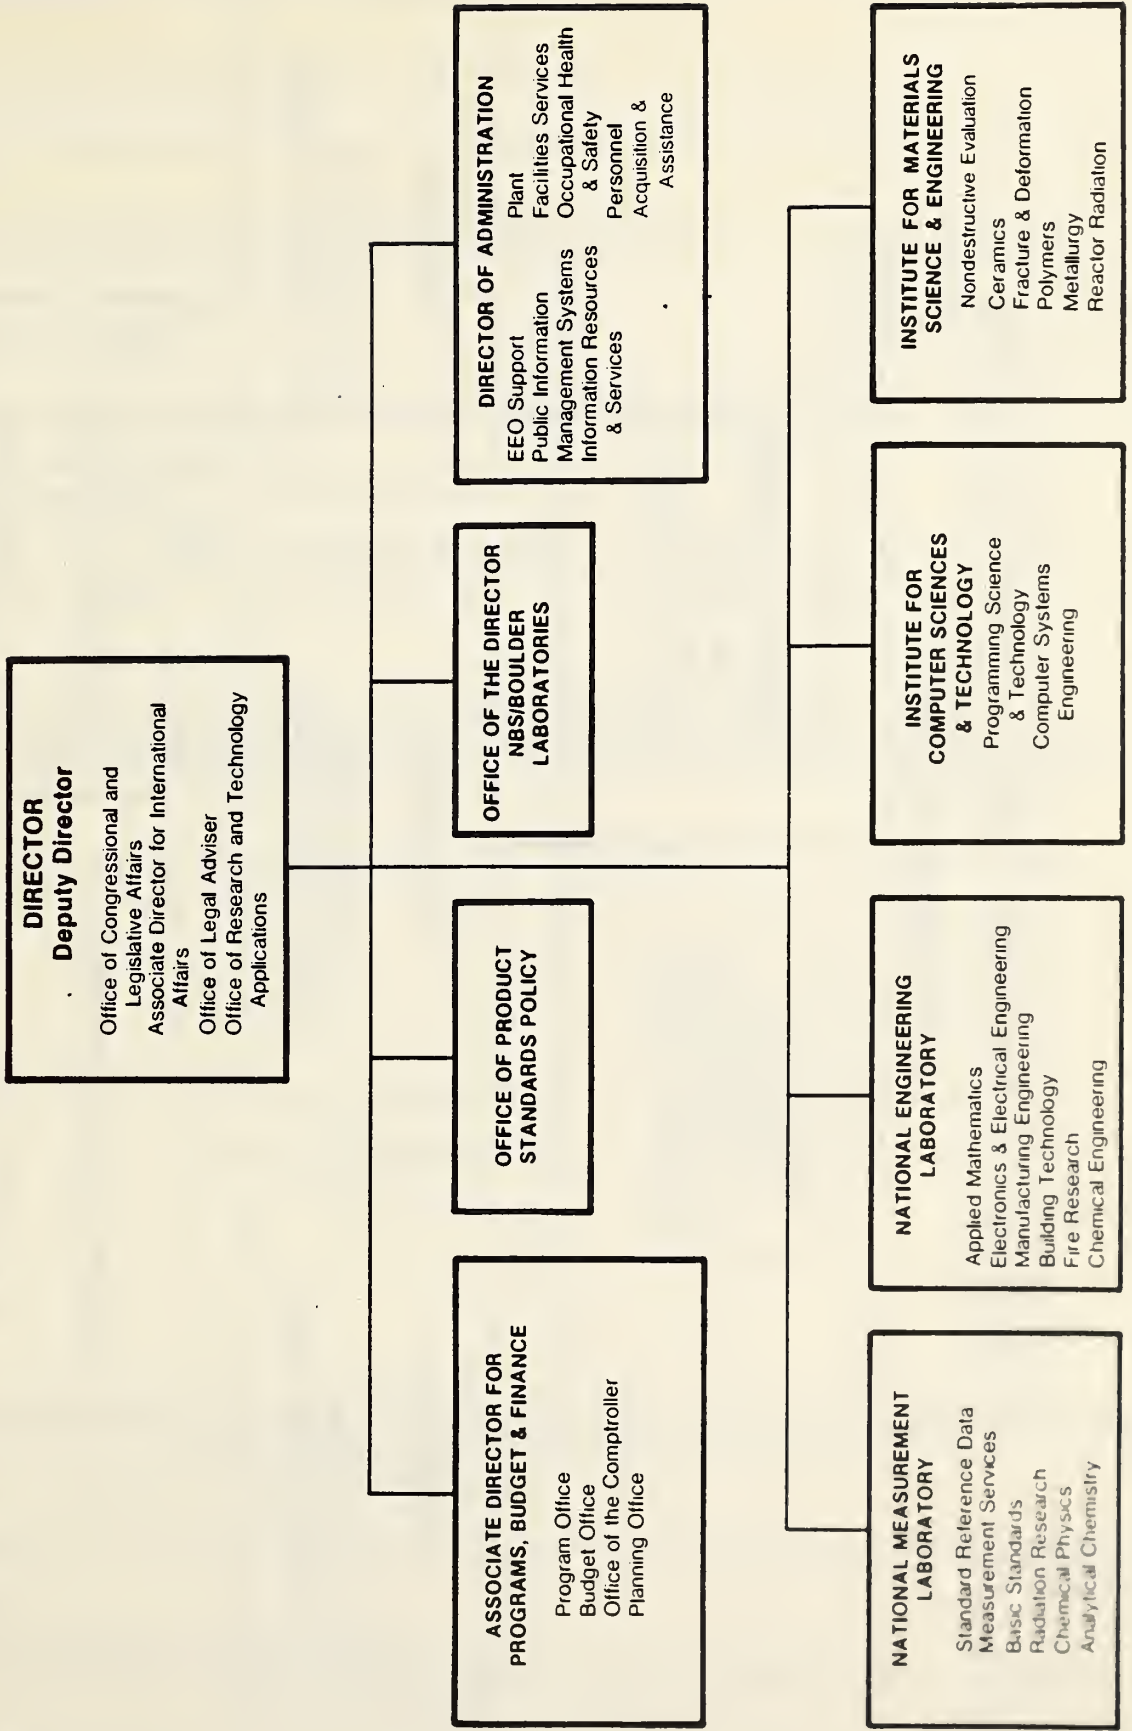 DIRECTOR
Deputy Director
Office of Congressional and
Legislative Affairs
Associate Director for International
Affairs
Office of Legal Adviser
Office of Research and Technology
Applications
ASSOCIATE DIRECTOR FOR
PROGRAMS, BUDGET & FINANCE
Program Office
Budget Office
Office of the Comptroller
Planning Office
OFFICE OF PRODUCT
STANDARDS POLICY
OFFICE OF THE DIRECTOR
NBS/BOULDER
LABORATORIES
DIRECTOR OF ADMINISTRATION
EEO Support
Public Information
Management Systems
Information Resources
& Services
Plant
Facilities Services
Occupational Health
& Safety
Personnel
Acquisition &
Assistance
NATIONAL MEASUREMENT
LABORATORY
Standard Reference Data
Measurement Services
Basic Standards
Radiation Research
Chemical Physics
Analytical Chemistry
NATIONAL ENGINEERING
LABORATORY
Applied Mathematics
Electronics & Electrical Engineering
Manufacturing Engineering
Building Technology
Fire Research
Chemical Engineering
INSTITUTE FOR
COMPUTER SCIENCES
& TECHNOLOGY
Programming Science
& Technology
Computer Systems
Engineering
INSTITUTE FOR MATERIALS
SCIENCE & ENGINEERING
Nondestructive Evaluation
Ceramics
Fracture & Deformation
Polymers
Metallurgy
Reactor Radiation